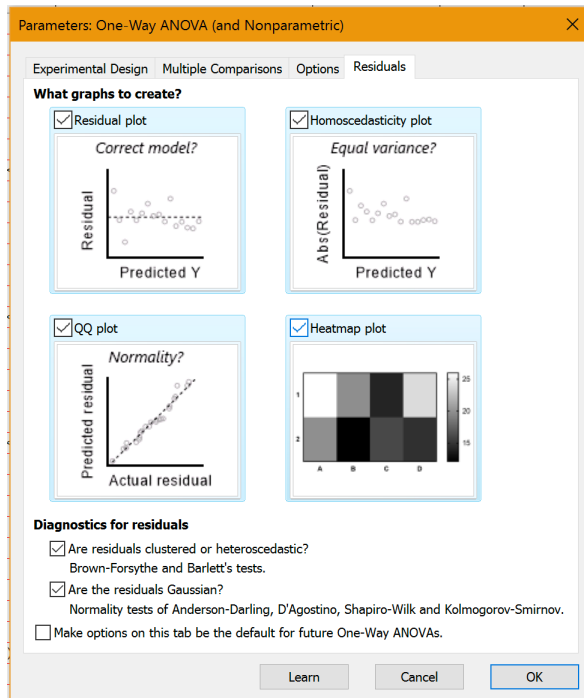 Parameters: One-Way ANOVA (and Nonparametric)
Experimental Design Multiple Comparisons Options Residuals
What graphs to create?
Residual plot
Correct model?
Residual
Predicted Y
Homoscedasticity plot
Equal variance?
Abs(Residual)
Predicted Y
QQ plot
Normality?
Predicted residual
Actual residual
Heatmap plot
1
2
A B C D
25
20
15
Diagnostics for residuals
Are residuals clustered or heteroscedastic?
Brown-Forsythe and Barlett's tests.
Are the residuals Gaussian?
Normality tests of Anderson-Darling, D'Agostino, Shapiro-Wilk and Kolmogorov-Smirnov.
Make options on this tab be the default for future One-Way ANOVAs.
Learn Cancel OK